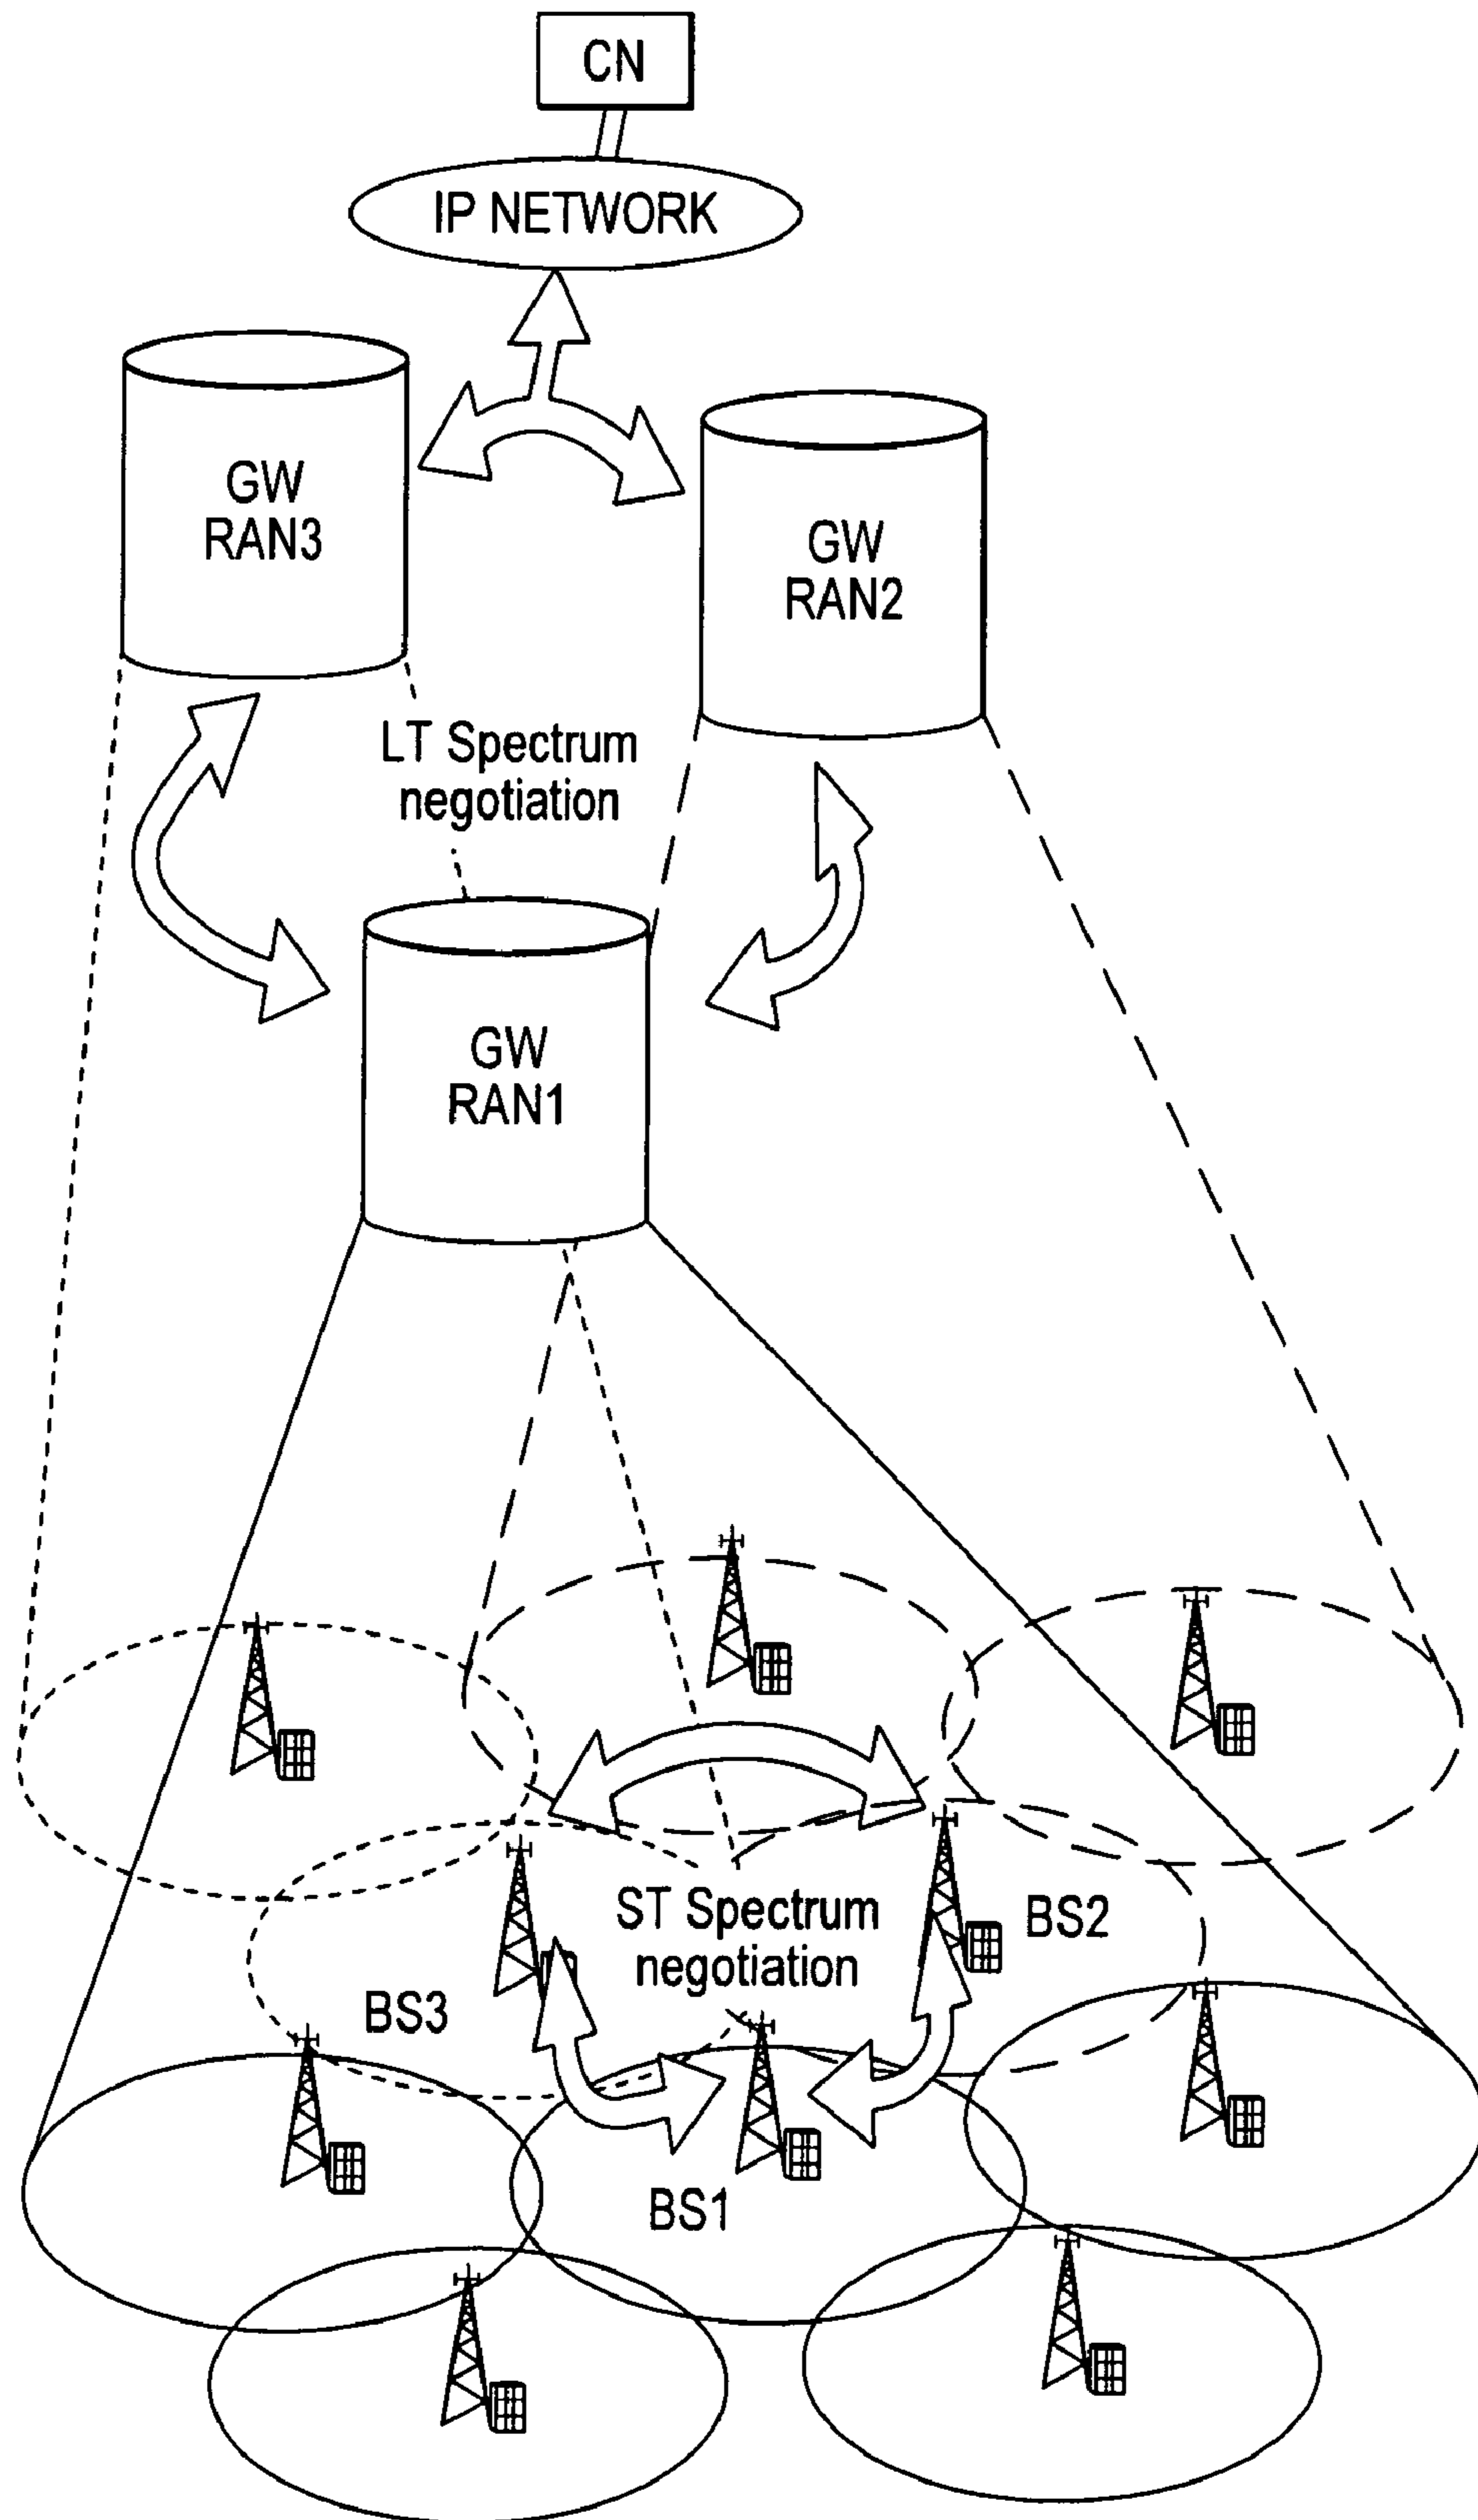 CN
IP NETWORK
GW
RAN3
GW
RAN2
LT Spectrum
negotiation
GW
RAN1
ST Spectrum
negotiation
BS2
BS3
BS1